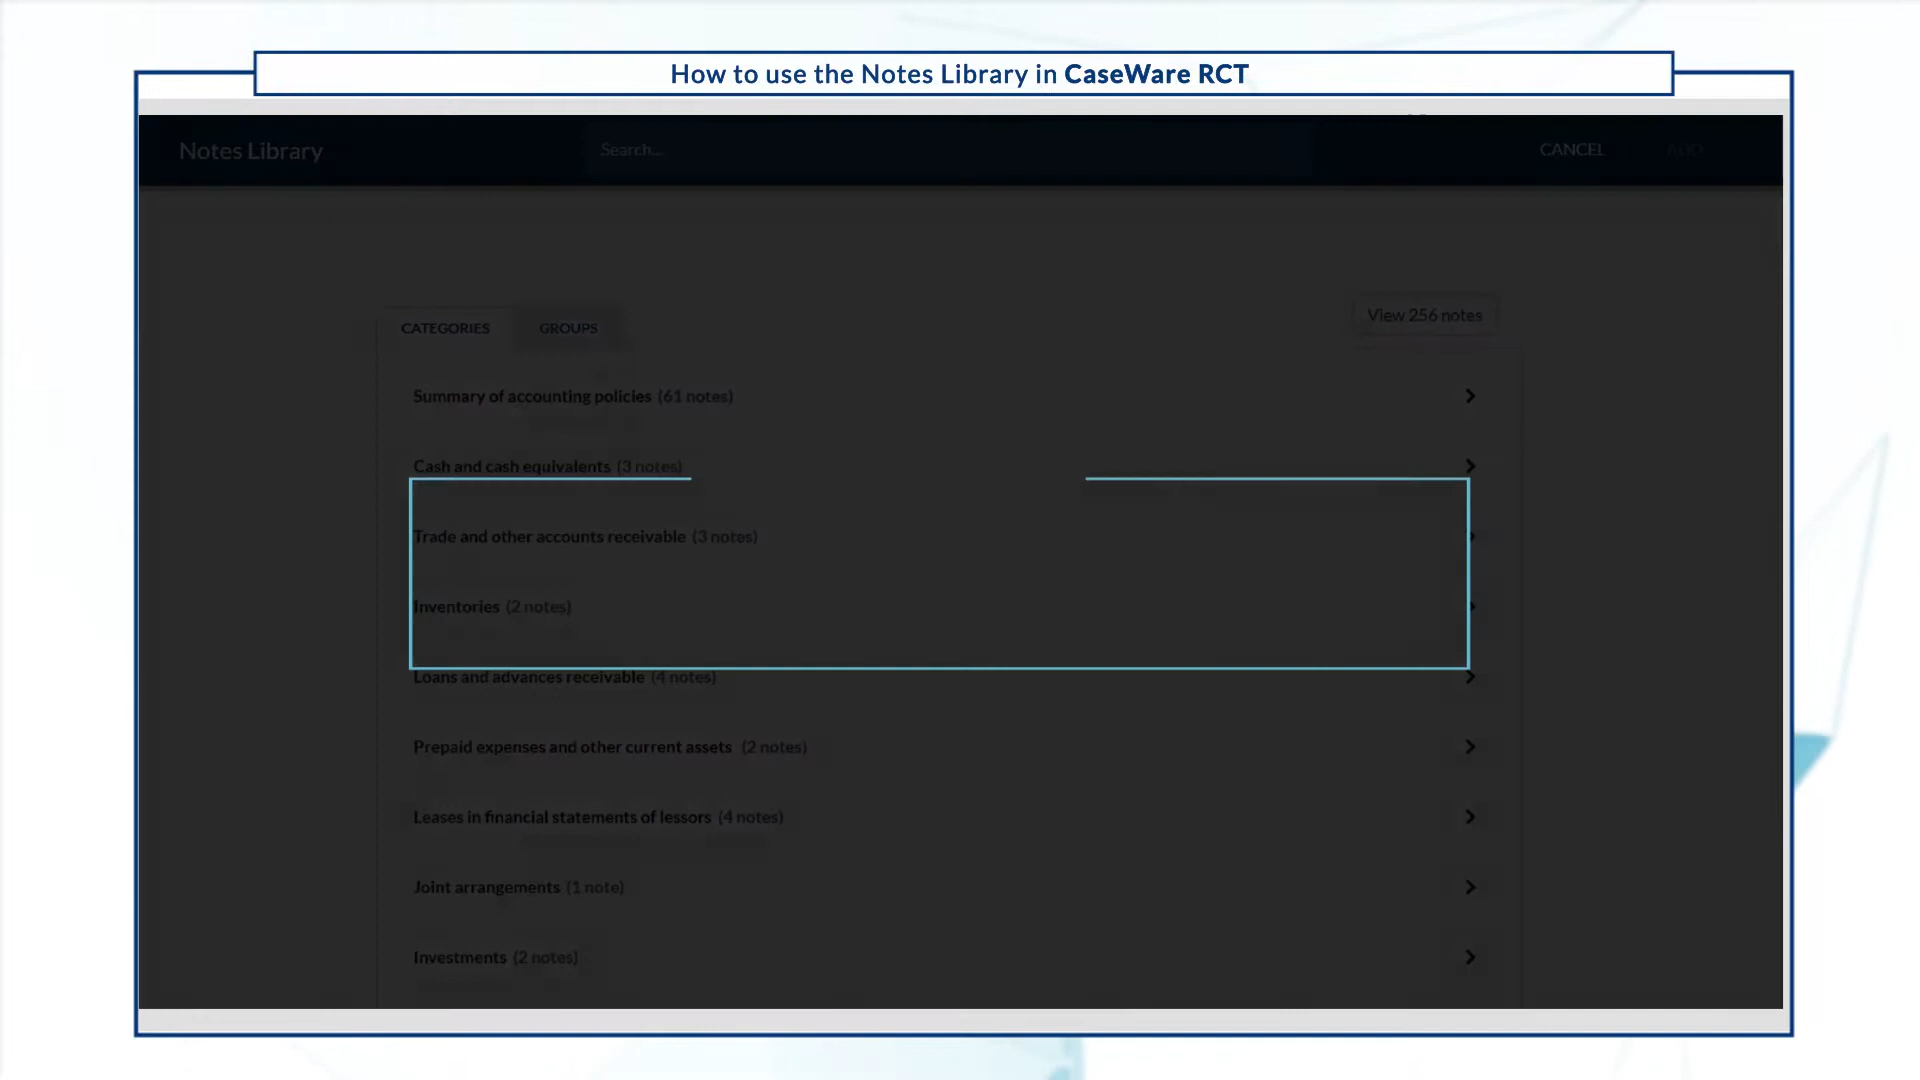 How to use the Notes Library in CaseWare RCT
Notes Library
Search...
CANCEL
ADD
CATEGORIES
GROUPS
View 256 notes
Summary of accounting policies (61 notes)
Cash and cash equivalents (3 notes)
Trade and other accounts receivable (3 notes)
Inventories (2 notes)
Loans and advances receivable (4 notes)
Prepaid expenses and other current assets (2 notes)
Leases in financial statements of lessors (4 notes)
Joint arrangements (1 note)
Investments (2 notes)